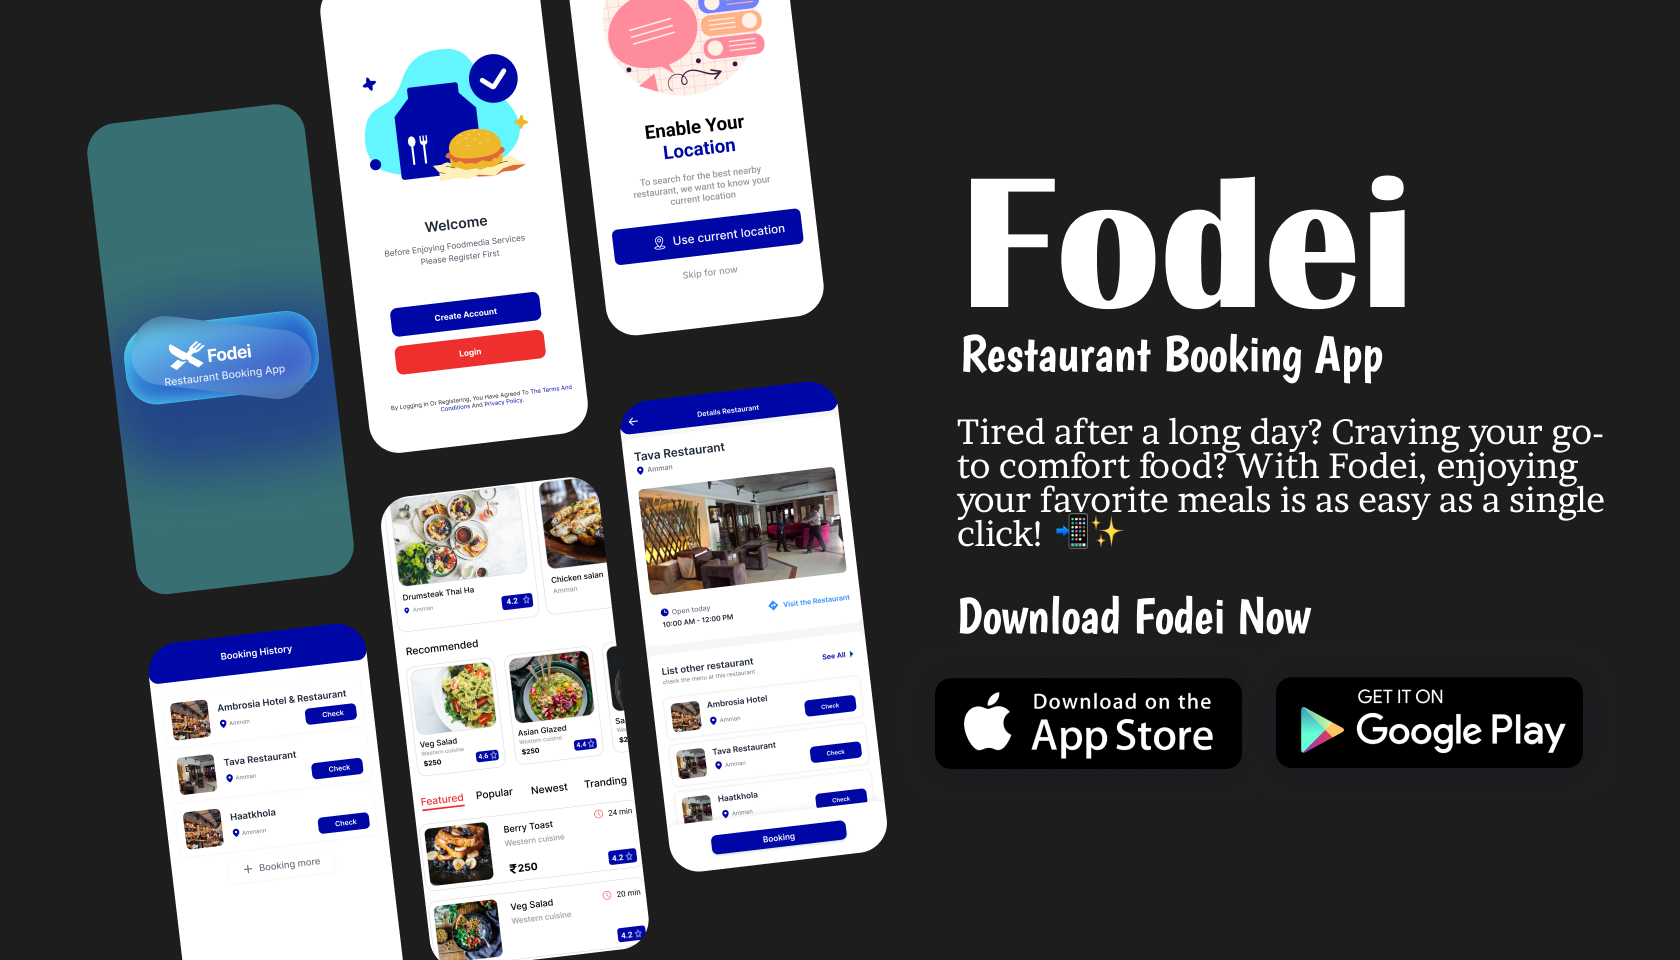 Fodei
Restaurant Booking App
Welcome
Before Enjoying Foodmedia Services
Please Register First
Create Account
Login
By Logging In Or Registering, You Have Agreed To The Terms And
Conditions And Privacy Policy.
Enable Your
Location
To search for the best nearby
restaurant, we want to know your
current location
Use current location
Skip for now
Booking History
Ambrosia Hotel & Restaurant
Amman
Check
Tava Restaurant
Amman
Check
Haatkhola
Ammann
Check
+ Booking more
Drumsteak Thai Ha
Amman
4.2
Chicken salan
Amman
Recommended
Veg Salad
Western cuisine
$250
4.6
Asian Glazed
Western cuisine
$250
4.4
Sa
$2
Featured Popular Newest Tranding
Berry Toast
24 min
Western cuisine
₹250
4.2
Veg Salad
20 min
Western cuisine
4.2
Details Restaurant
Tava Restaurant
Amman
Open today
10:00 AM - 12:00 PM
Visit the Restaurant
List other restaurant
See All
check the menu at this restaurant
Ambrosia Hotel
Amman
Check
Tava Restaurant
Amman
Check
Haatkhola
Amman
Check
Booking
Fodei
Restaurant Booking App
Tired after a long day? Craving your go-
to comfort food? With Fodei, enjoying
your favorite meals is as easy as a single
click! 📲✨
Download Fodei Now
Download on the
App Store
GET IT ON
Google Play